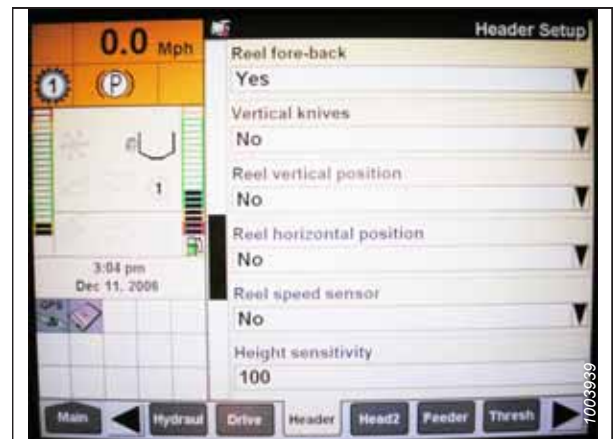 0.0 Mph
Header Setup
1
(P)
Reel fore-back
Yes
Vertical knives
No
Reel vertical position
No
1
Reel horizontal position
No
3:04 pm
Dec 11, 2006
Reel speed sensor
No
GPS
Height sensitivity
100
Main
Hydraul
Drive
Header
Head2
Feeder
Thresh
1003939